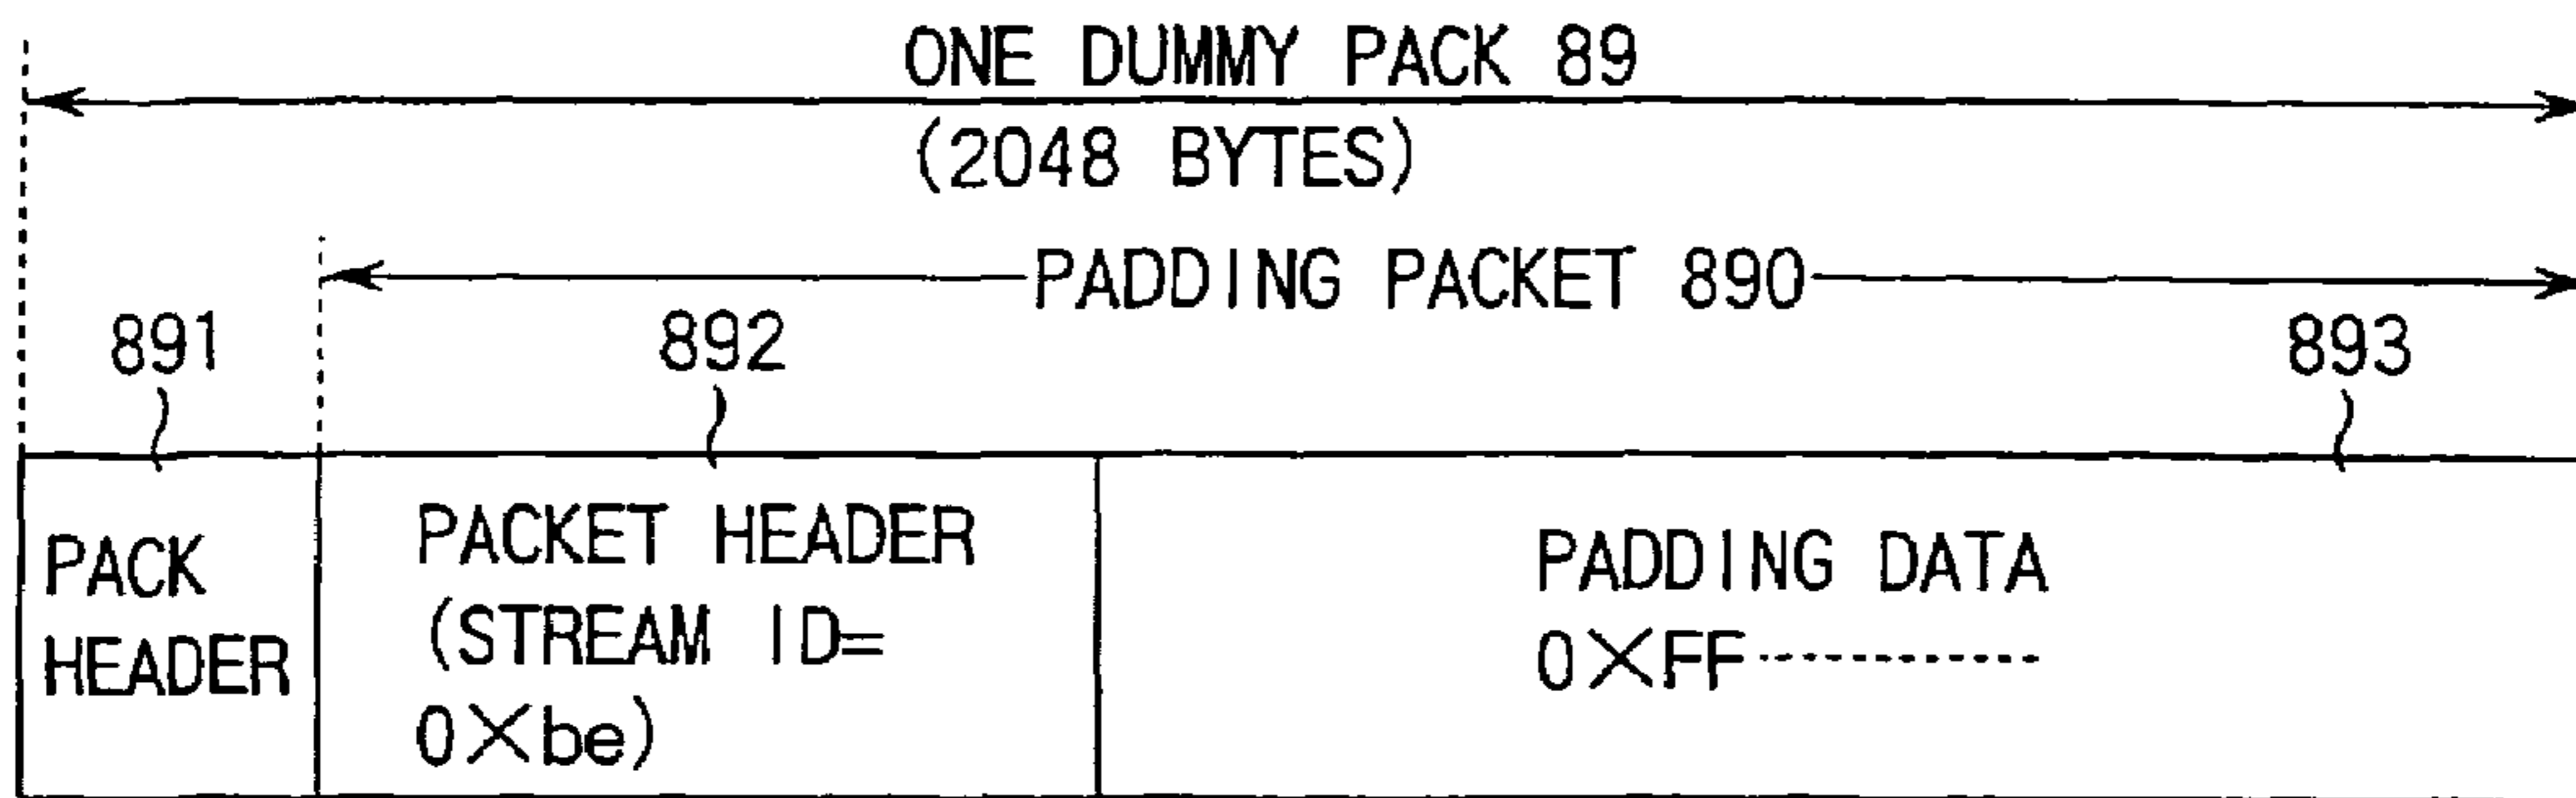 ONE DUMMY PACK 89
(2048 BYTES)
PADDING PACKET 890
891
892
893
PACK
HEADER
PACKET HEADER
(STREAM ID=
0×be)
PADDING DATA
0×FF------------